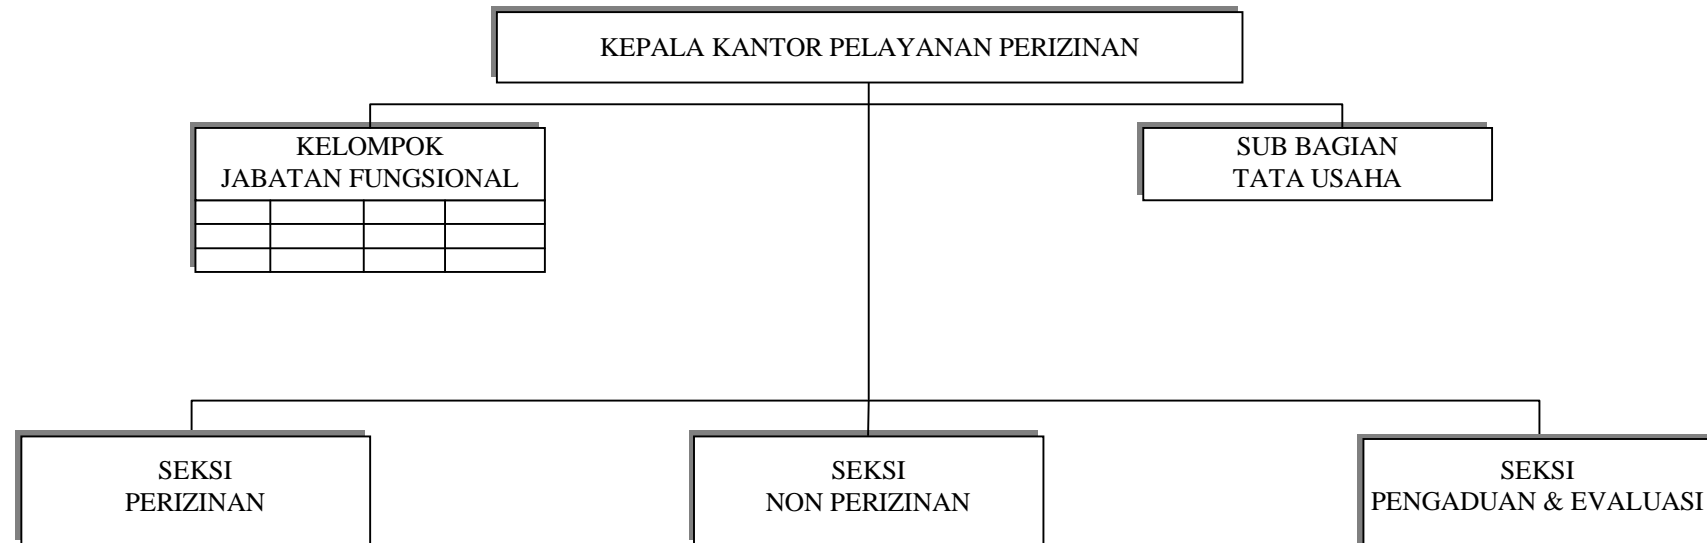 KEPALA KANTOR PELAYANAN PERIZINAN
KELOMPOK
JABATAN FUNGSIONAL
SUB BAGIAN
TATA USAHA
SEKSI
PERIZINAN
SEKSI
NON PERIZINAN
SEKSI
PENGADUAN & EVALUASI